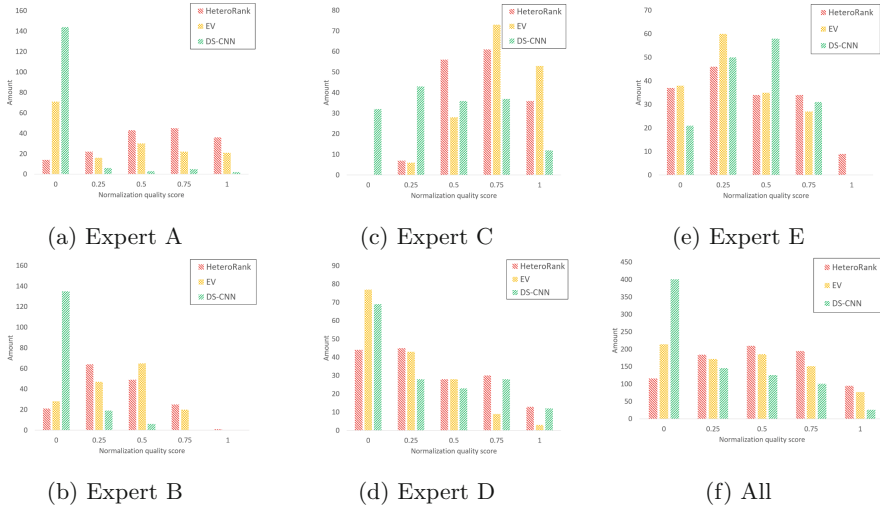 160
140
120
100
80
60
40
20
0
Amount
0 0.25 0.5 0.75 1
Normalization quality score
HeteroRank
EV
DS-CNN
(a) Expert A
80
70
60
50
40
30
20
10
0
Amount
0 0.25 0.5 0.75 1
Normalization quality score
HeteroRank
EV
DS-CNN
(c) Expert C
70
60
50
40
30
20
10
0
Amount
0 0.25 0.5 0.75 1
Normalization quality score
HeteroRank
EV
DS-CNN
(e) Expert E
160
140
120
100
80
60
40
20
0
Amount
0 0.25 0.5 0.75 1
Normalization quality score
HeteroRank
EV
DS-CNN
(b) Expert B
90
80
70
60
50
40
30
20
10
0
Amount
0 0.25 0.5 0.75 1
Normalization quality score
HeteroRank
EV
DS-CNN
(d) Expert D
450
400
350
300
250
200
150
100
50
0
Amount
0 0.25 0.5 0.75 1
Normalization quality score
HeteroRank
EV
DS-CNN
(f) All